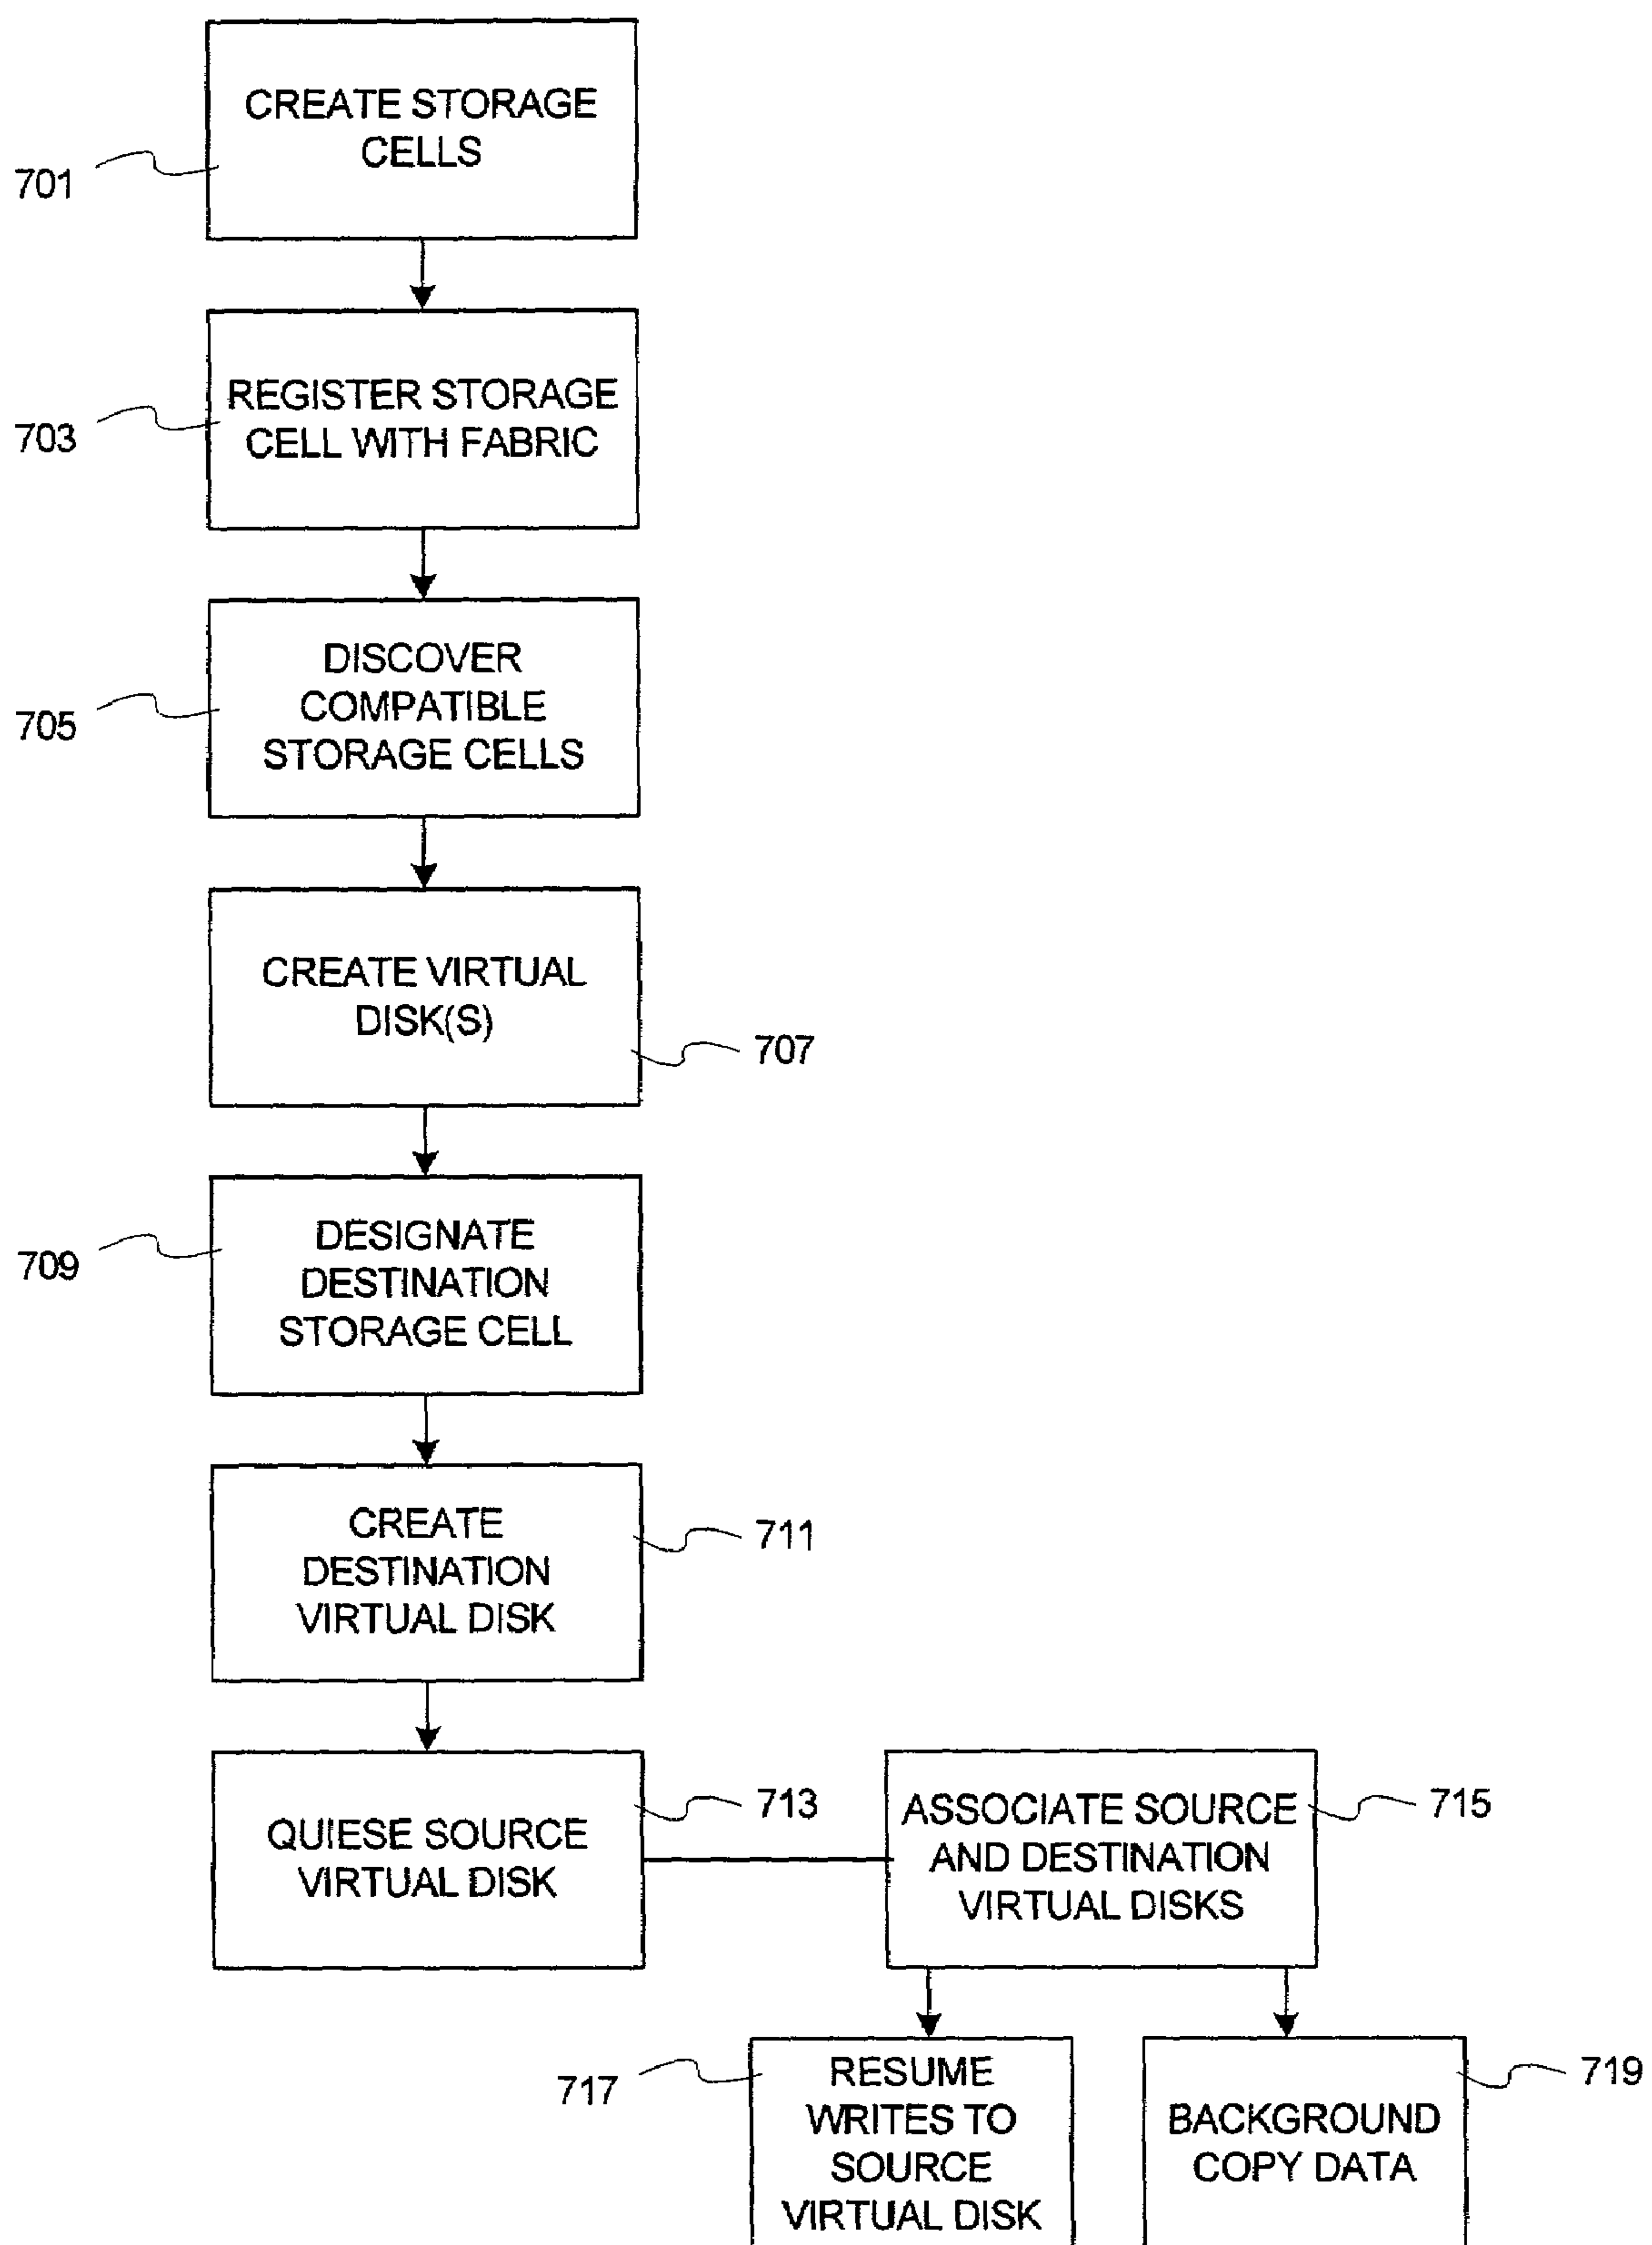 CREATE STORAGE
CELLS
701
REGISTER STORAGE
CELL WITH FABRIC
703
DISCOVER
COMPATIBLE
STORAGE CELLS
705
CREATE VIRTUAL
DISK(S)
707
DESIGNATE
DESTINATION
STORAGE CELL
709
CREATE
DESTINATION
VIRTUAL DISK
711
QUIESE SOURCE
VIRTUAL DISK
713
ASSOCIATE SOURCE
AND DESTINATION
VIRTUAL DISKS
715
RESUME
WRITES TO
SOURCE
VIRTUAL DISK
717
BACKGROUND
COPY DATA
719